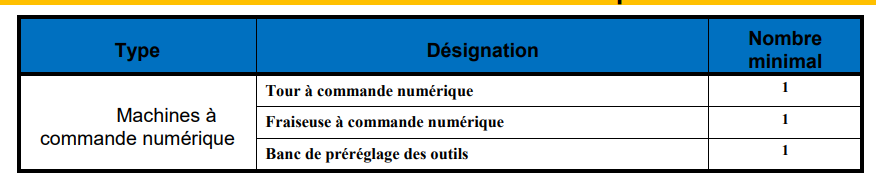 Type Désignation Nombre minimal
Tour à commande numérique 1
Machines à commande numérique
Fraiseuse à commande numérique 1
Banc de préréglage des outils 1